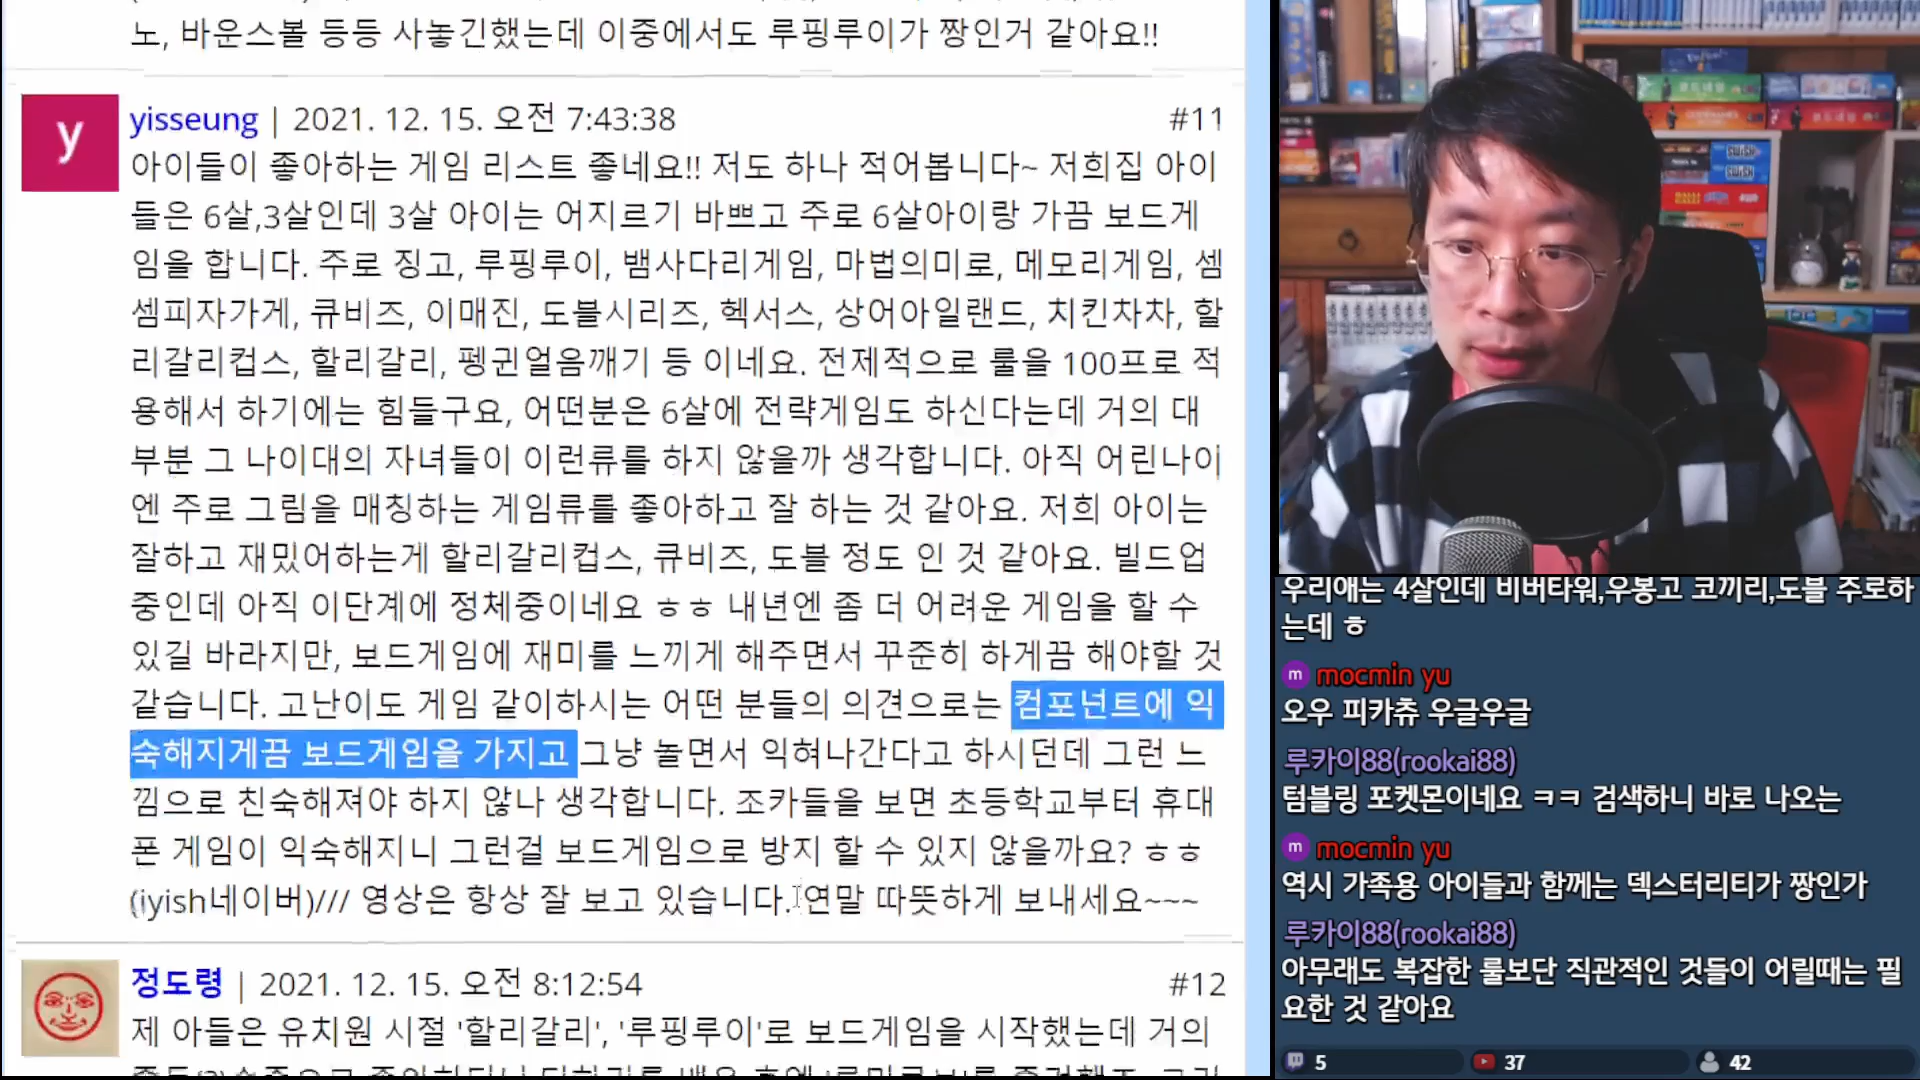 노, 바운스볼 등등 사놓긴했는데 이중에서도 루핑루이가 짱인거 같아요!!
y
yisseung | 2021. 12. 15. 오전 7:43:38 #11
아이들이 좋아하는 게임 리스트 좋네요!! 저도 하나 적어봅니다~ 저희집 아이
들은 6살,3살인데 3살 아이는 어지르기 바쁘고 주로 6살아이랑 가끔 보드게
임을 합니다. 주로 징고, 루핑루이, 뱀사다리게임, 마법의미로, 메모리게임, 셈
셈피자가게, 큐비즈, 이매진, 도블시리즈, 헥서스, 상어아일랜드, 치킨차차, 할
리갈리컵스, 할리갈리, 펭귄얼음깨기 등 이네요. 전제적으로 룰을 100프로 적
용해서 하기에는 힘들구요, 어떤분은 6살에 전략게임도 하신다는데 거의 대
부분 그 나이대의 자녀들이 이런류를 하지 않을까 생각합니다. 아직 어린나이
엔 주로 그림을 매칭하는 게임류를 좋아하고 잘 하는 것 같아요. 저희 아이는
잘하고 재밌어하는게 할리갈리컵스, 큐비즈, 도블 정도 인 것 같아요. 빌드업
중인데 아직 이단계에 정체중이네요 ㅎㅎ 내년엔 좀 더 어려운 게임을 할 수
있길 바라지만, 보드게임에 재미를 느끼게 해주면서 꾸준히 하게끔 해야할 것
같습니다. 고난이도 게임 같이하시는 어떤 분들의 의견으로는 컴포넌트에 익
숙해지게끔 보드게임을 가지고 그냥 놀면서 익혀나간다고 하시던데 그런 느
낌으로 친숙해져야 하지 않나 생각합니다. 조카들을 보면 초등학교부터 휴대
폰 게임이 익숙해지니 그런걸 보드게임으로 방지 할 수 있지 않을까요? ㅎㅎ
(iyish네이버)/// 영상은 항상 잘 보고 있습니다. 연말 따뜻하게 보내세요~~~
정도령 | 2021. 12. 15. 오전 8:12:54 #12
제 아들은 유치원 시절 '할리갈리', '루핑루이'로 보드게임을 시작했는데 거의
SWISH
SWISH
우리애는 4살인데 비버타워,우봉고 코끼리,도블 주로하
는데 ㅎ
m mocmin yu
오우 피카츄 우글우글
루카이88(rookai88)
텀블링 포켓몬이네요 ㅋㅋ 검색하니 바로 나오는
m mocmin yu
역시 가족용 아이들과 함께는 덱스터리티가 짱인가
루카이88(rookai88)
아무래도 복잡한 룰보단 직관적인 것들이 어릴때는 필
요한 것 같아요
5 37 42